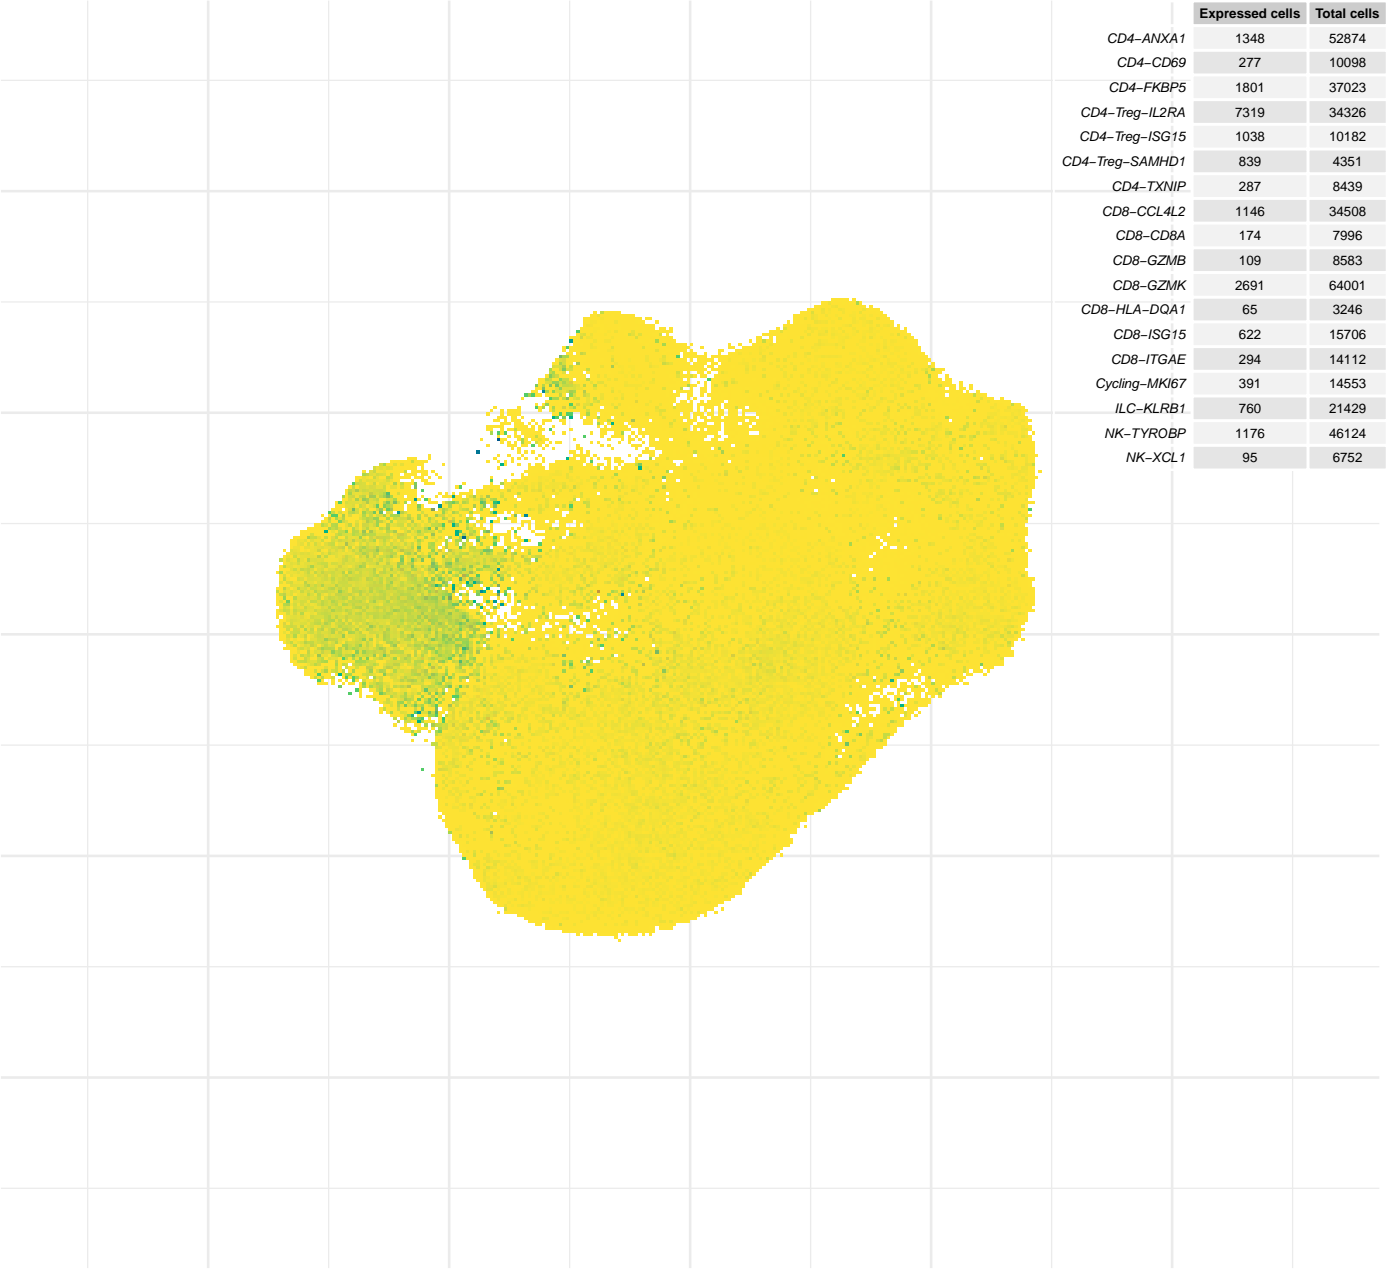 Expressed cells Total cells
CD4−ANXA1 1348 52874
CD4−CD69 277 10098
CD4−FKBP5 1801 37023
CD4−Treg−IL2RA 7319 34326
CD4−Treg−ISG15 1038 10182
CD4−Treg−SAMHD1 839 4351
CD4−TXNIP 287 8439
CD8−CCL4L2 1146 34508
CD8−CD8A 174 7996
CD8−GZMB 109 8583
CD8−GZMK 2691 64001
CD8−HLA−DQA1 65 3246
CD8−ISG15 622 15706
CD8−ITGAE 294 14112
Cycling−MKI67 391 14553
ILC−KLRB1 760 21429
NK−TYROBP 1176 46124
NK−XCL1 95 6752